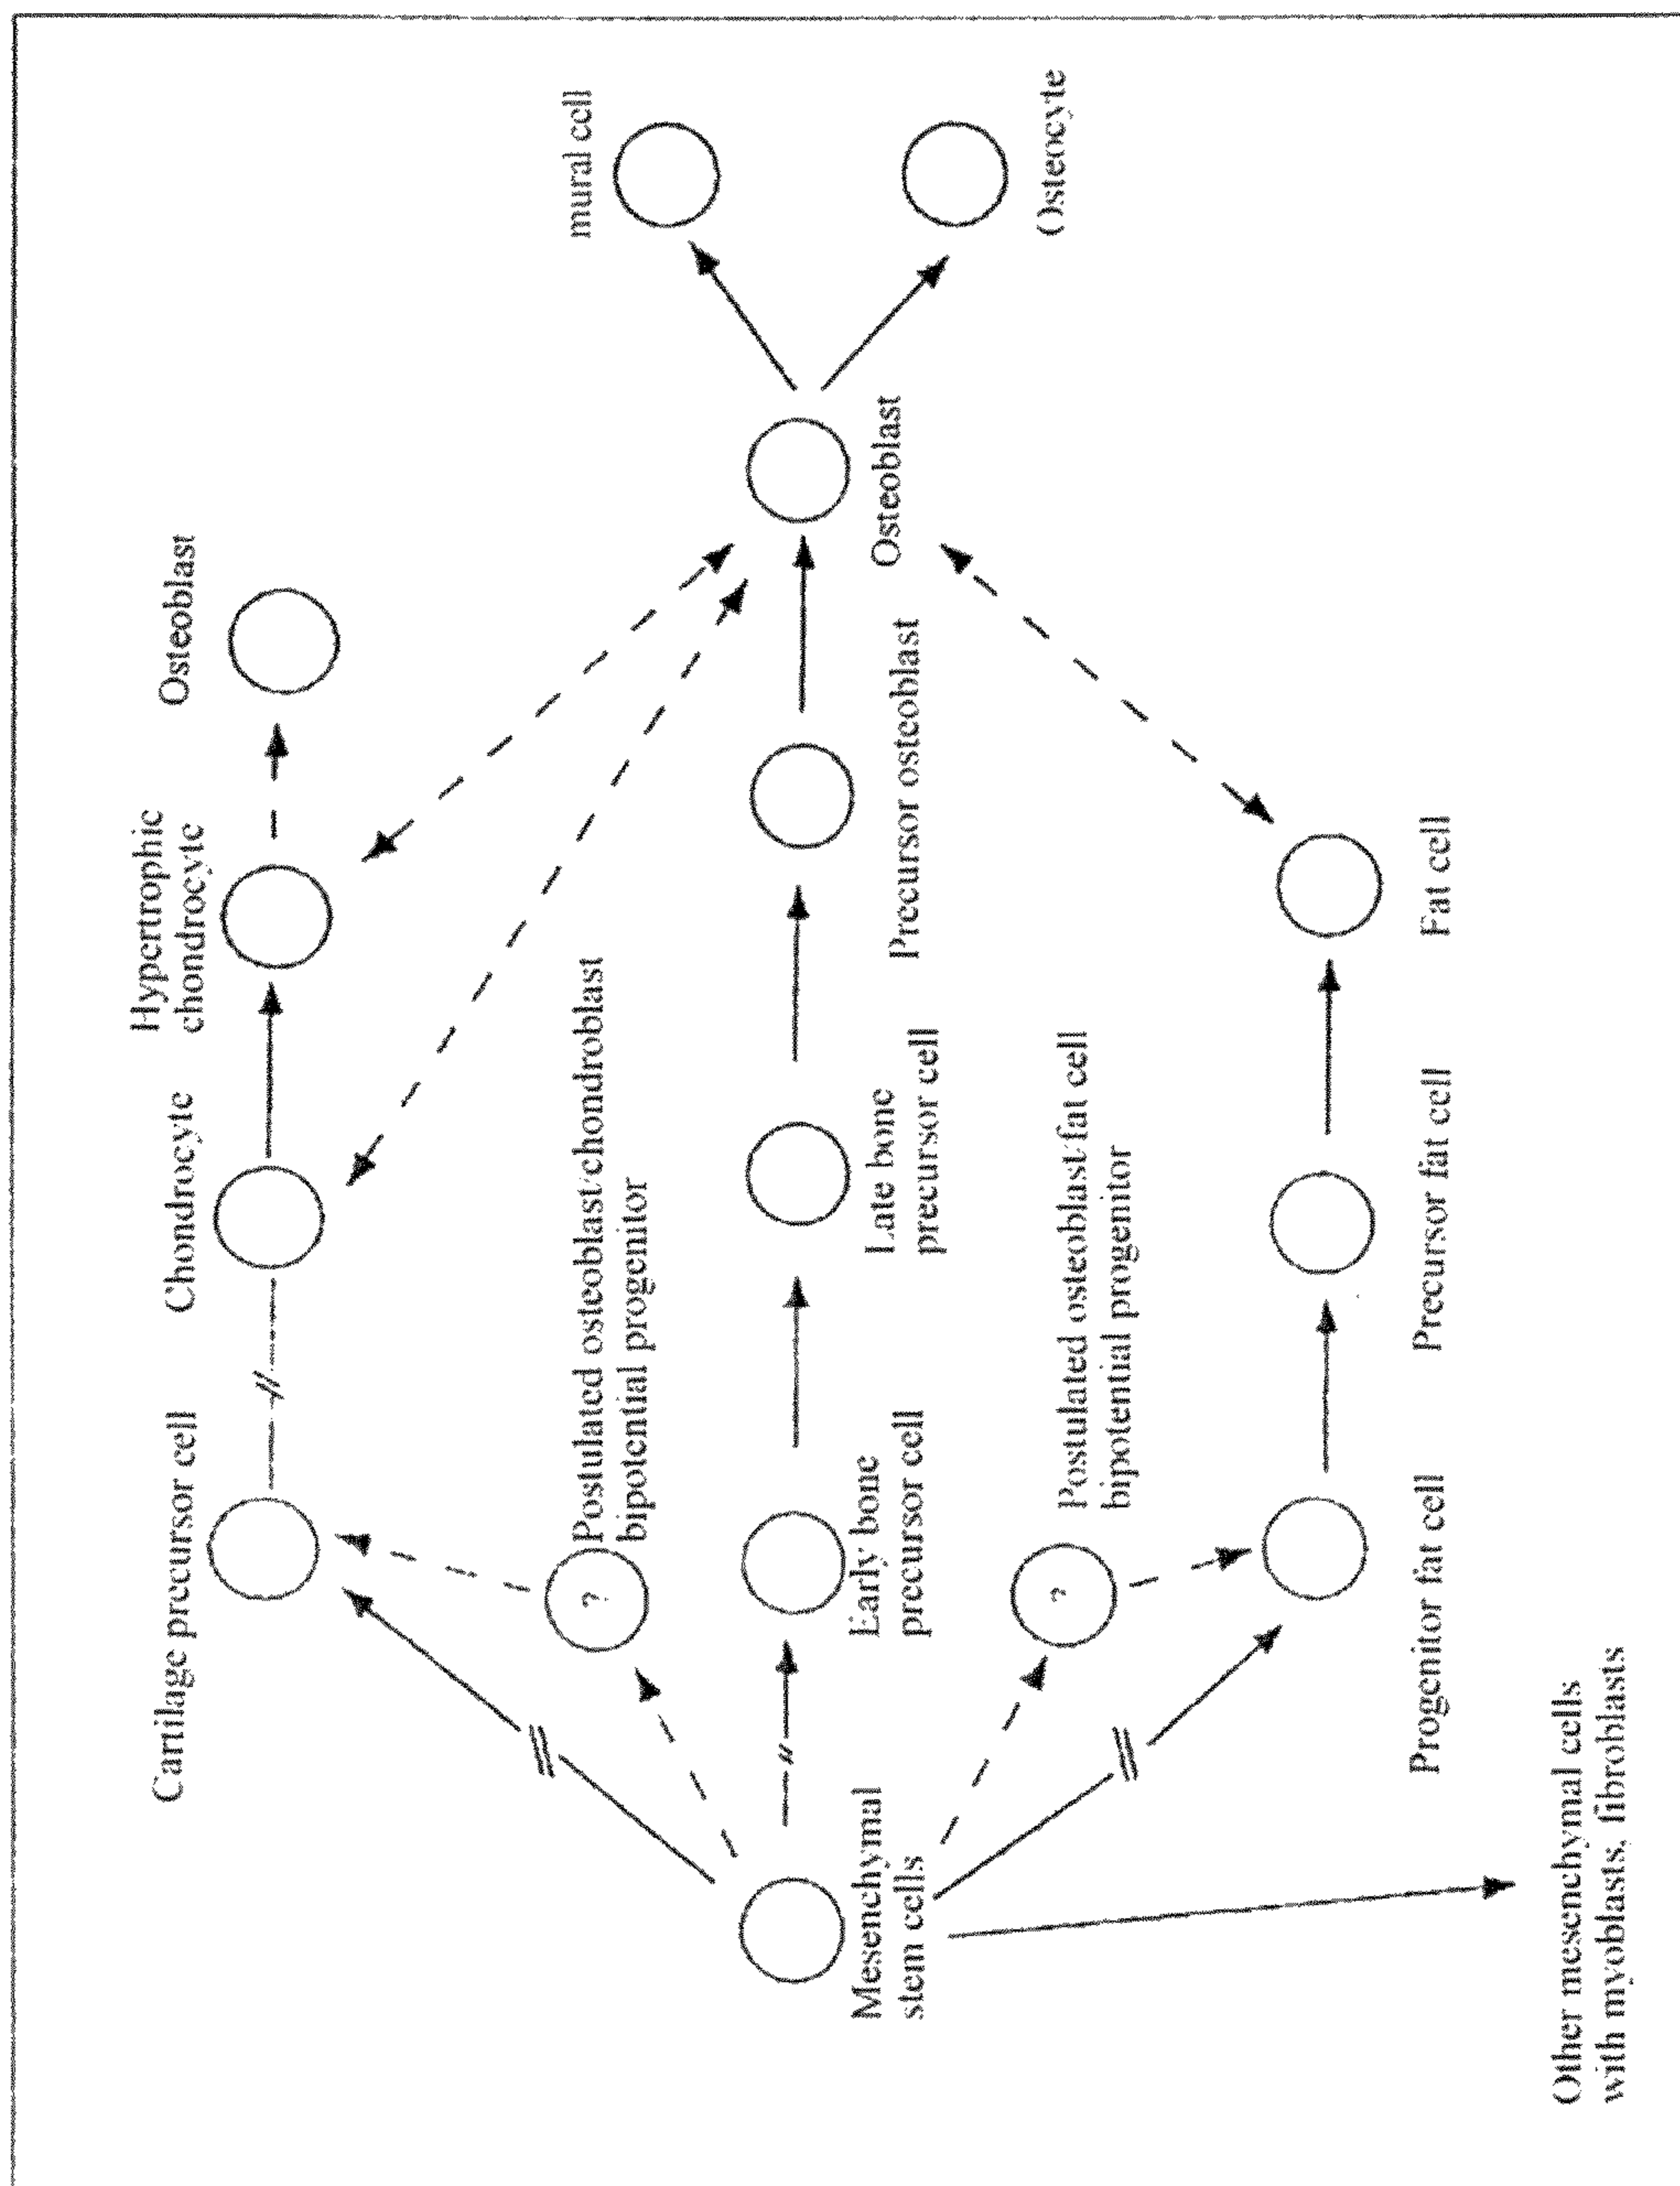 Cartilage precursor cell
Chondrocyte
Hypertrophic
chondrocyte
Osteoblast
?
Postulated osteoblast/chondroblast
bipotential progenitor
mural cell
Mesenchymal
stem cells
Early bone
precursor cell
Late bone
precursor cell
Precursor osteoblast
Osteoblast
Osteocyte
?
Postulated osteoblast/fat cell
bipotential progenitor
Progenitor fat cell
Precursor fat cell
Fat cell
Other mesenchymal cells
with myoblasts, fibroblasts